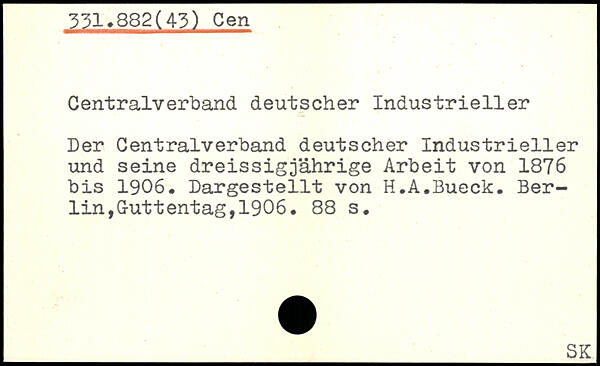 331.882(43) Cen
Centralverband deutscher Industrieller
Der Centralverband deutscher Industrieller
und seine dreissigjährige Arbeit von 1876
bis 1906. Dargestellt von H.A.Bueck. Ber-
lin,Guttentag,1906. 88 s.
SK